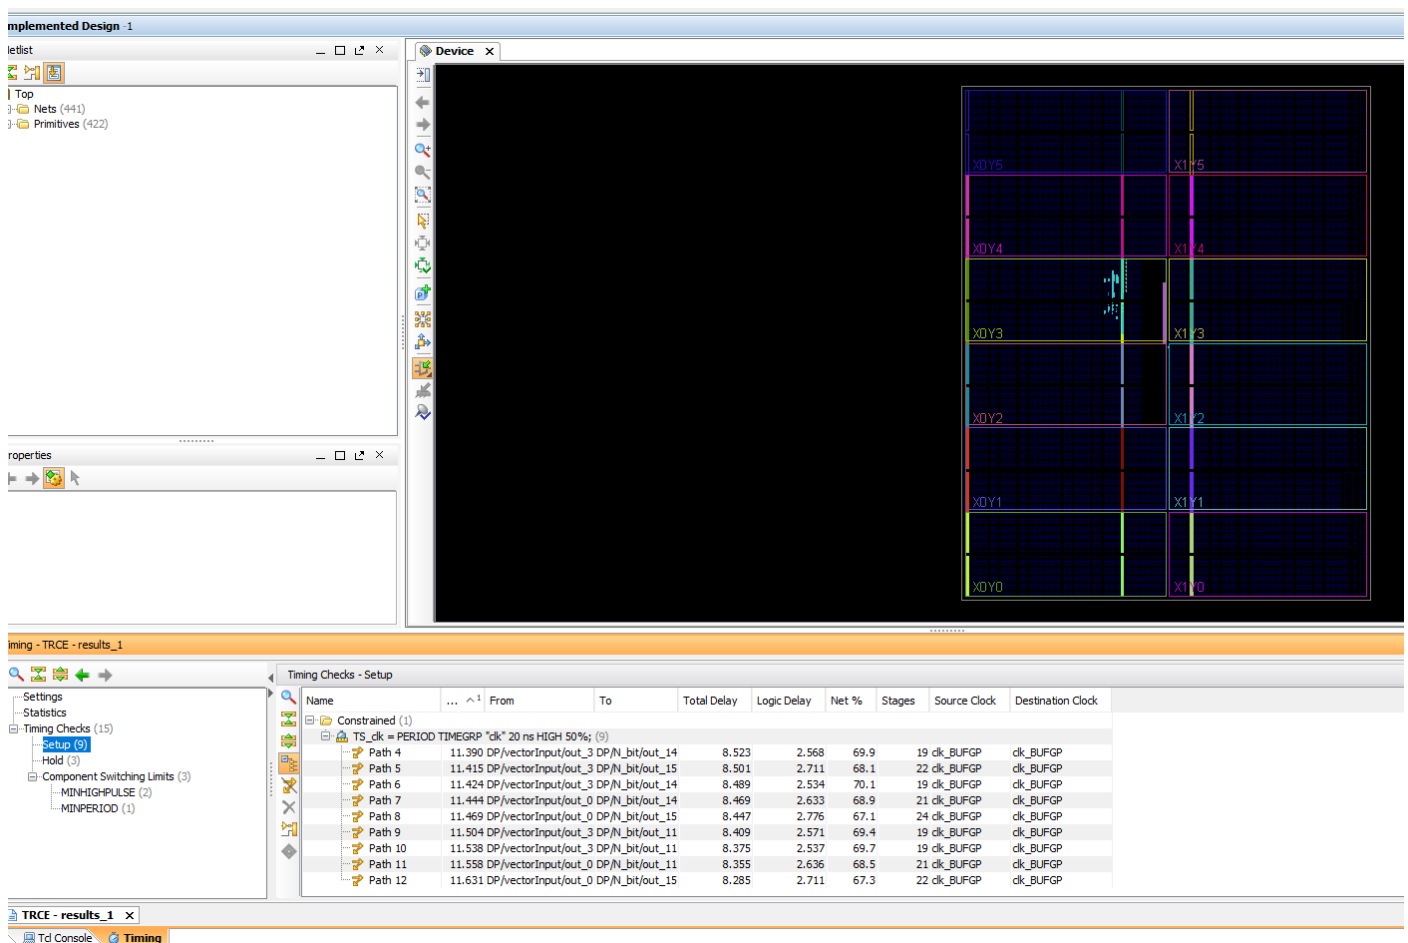 mplemented Design -1
letlist
Top
Nets (441)
Primitives (422)
roperties
Device
X0Y5 X1Y5
X0Y4 X1Y4
X0Y3 X1Y3
X0Y2 X1Y2
X0Y1 X1Y1
X0Y0 X1Y0
iming - TRCE - results_1
Settings
Statistics
Timing Checks (15)
Setup (9)
Hold (3)
Component Switching Limits (3)
MINHIGHPULSE (2)
MINPERIOD (1)
Timing Checks - Setup
Name ... 1 From To Total Delay Logic Delay Net % Stages Source Clock Destination Clock
Constrained (1)
TS_clk = PERIOD TIMEGRP "clk" 20 ns HIGH 50%; (9)
Path 4 11.390 DP/vectorInput/out_3 DP/N_bit/out_14 8.523 2.568 69.9 19 clk_BUFGP clk_BUFGP
Path 5 11.415 DP/vectorInput/out_3 DP/N_bit/out_15 8.501 2.711 68.1 22 clk_BUFGP clk_BUFGP
Path 6 11.424 DP/vectorInput/out_3 DP/N_bit/out_14 8.489 2.534 70.1 19 clk_BUFGP clk_BUFGP
Path 7 11.444 DP/vectorInput/out_0 DP/N_bit/out_14 8.469 2.633 68.9 21 clk_BUFGP clk_BUFGP
Path 8 11.469 DP/vectorInput/out_0 DP/N_bit/out_15 8.447 2.776 67.1 24 clk_BUFGP clk_BUFGP
Path 9 11.504 DP/vectorInput/out_3 DP/N_bit/out_11 8.409 2.571 69.4 19 clk_BUFGP clk_BUFGP
Path 10 11.538 DP/vectorInput/out_3 DP/N_bit/out_11 8.375 2.537 69.7 19 clk_BUFGP clk_BUFGP
Path 11 11.558 DP/vectorInput/out_0 DP/N_bit/out_11 8.355 2.636 68.5 21 clk_BUFGP clk_BUFGP
Path 12 11.631 DP/vectorInput/out_0 DP/N_bit/out_15 8.285 2.711 67.3 22 clk_BUFGP clk_BUFGP
TRCE - results_1
Tcl Console Timing